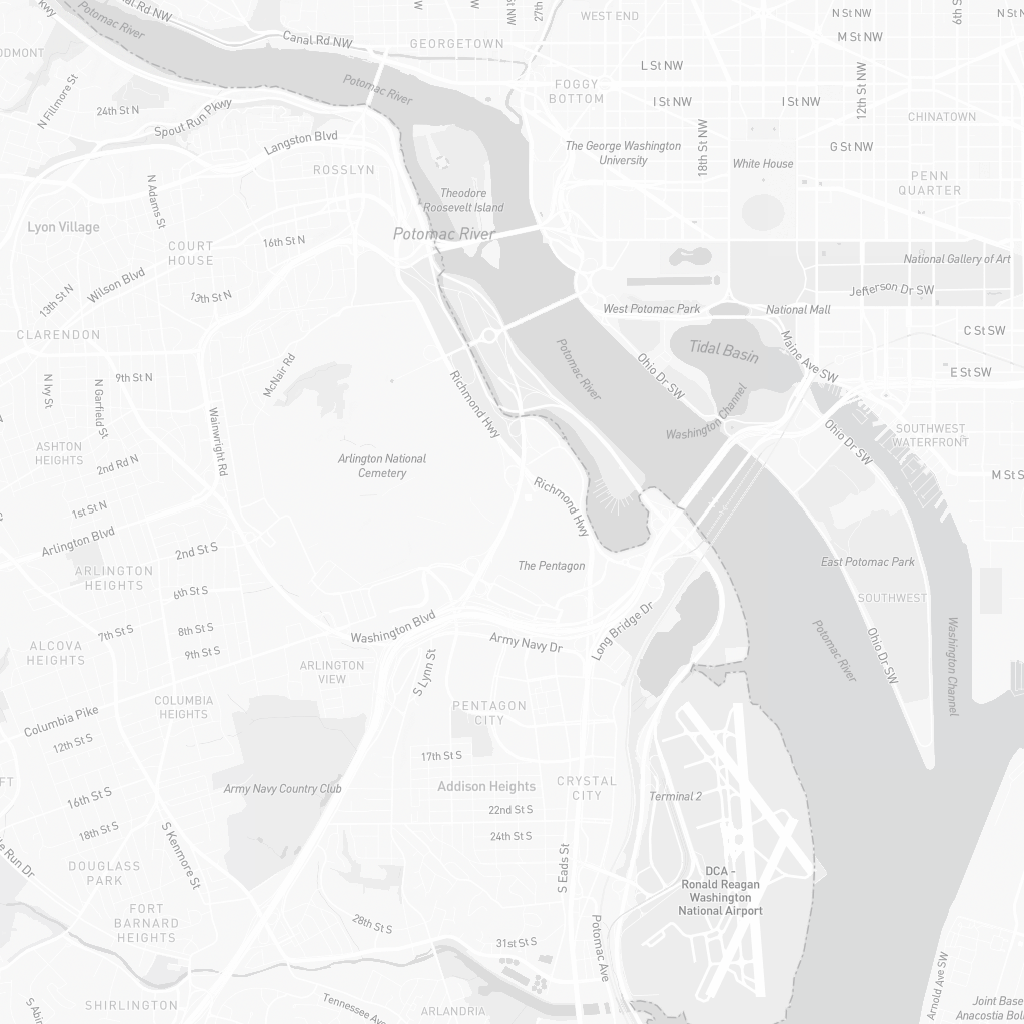 Potomac River
Canal Rd NW
GEORGETOWN
WEST END
N St NW
M St NW
6th St
N St
27th
St NW
Kwy
L St NW
I St NW
I St NW
12th St NW
FOGGY
BOTTOM
Potomac River
N Fillmore St
24th St N
Spout Run Pkwy
Langston Blvd
CHINATOWN
G St NW
18th St NW
The George Washington
University
White House
ROSSLYN
PENN
QUARTER
N Adams St
Theodore
Roosevelt Island
Lyon Village
Potomac River
COURT
HOUSE
16th St N
National Gallery of Art
Wilson Blvd
13th St N
13th St N
Jefferson Dr SW
West Potomac Park
National Mall
CLARENDON
C St SW
Tidal Basin
Maine Ave SW
Potomac River
Ohio Dr SW
E St SW
9th St N
McNair Rd
N Ivy St
N Garfield St
Richmond Hwy
Washington Channel
Wainwright Rd
Ohio Dr SW
SOUTHWEST
WATERFRONT
ASHTON
HEIGHTS
2nd Rd N
Arlington National
Cemetery
M St S
Richmond Hwy
1st St N
Arlington Blvd
2nd St S
The Pentagon
East Potomac Park
ARLINGTON
HEIGHTS
6th St S
SOUTHWEST
Washington Blvd
Long Bridge Dr
7th St S
8th St S
Army Navy Dr
Potomac River
Ohio Dr SW
Washington Channel
ALCOVA
HEIGHTS
9th St S
ARLINGTON
VIEW
S Lynn St
COLUMBIA
HEIGHTS
PENTAGON
CITY
Columbia Pike
12th St S
17th St S
Army Navy Country Club
Addison Heights
CRYSTAL
CITY
Terminal 2
16th St S
22nd St S
18th St S
24th St S
S Kenmore St
S Eads St
DOUGLASS
PARK
DCA -
Ronald Reagan
Washington
National Airport
FORT
BARNARD
HEIGHTS
28th St S
31st St S
Potomac Ave
Arnold Ave SW
SHIRLINGTON
Tennessee Ave
ARLANDRIA
Joint Base
Anacostia Boll